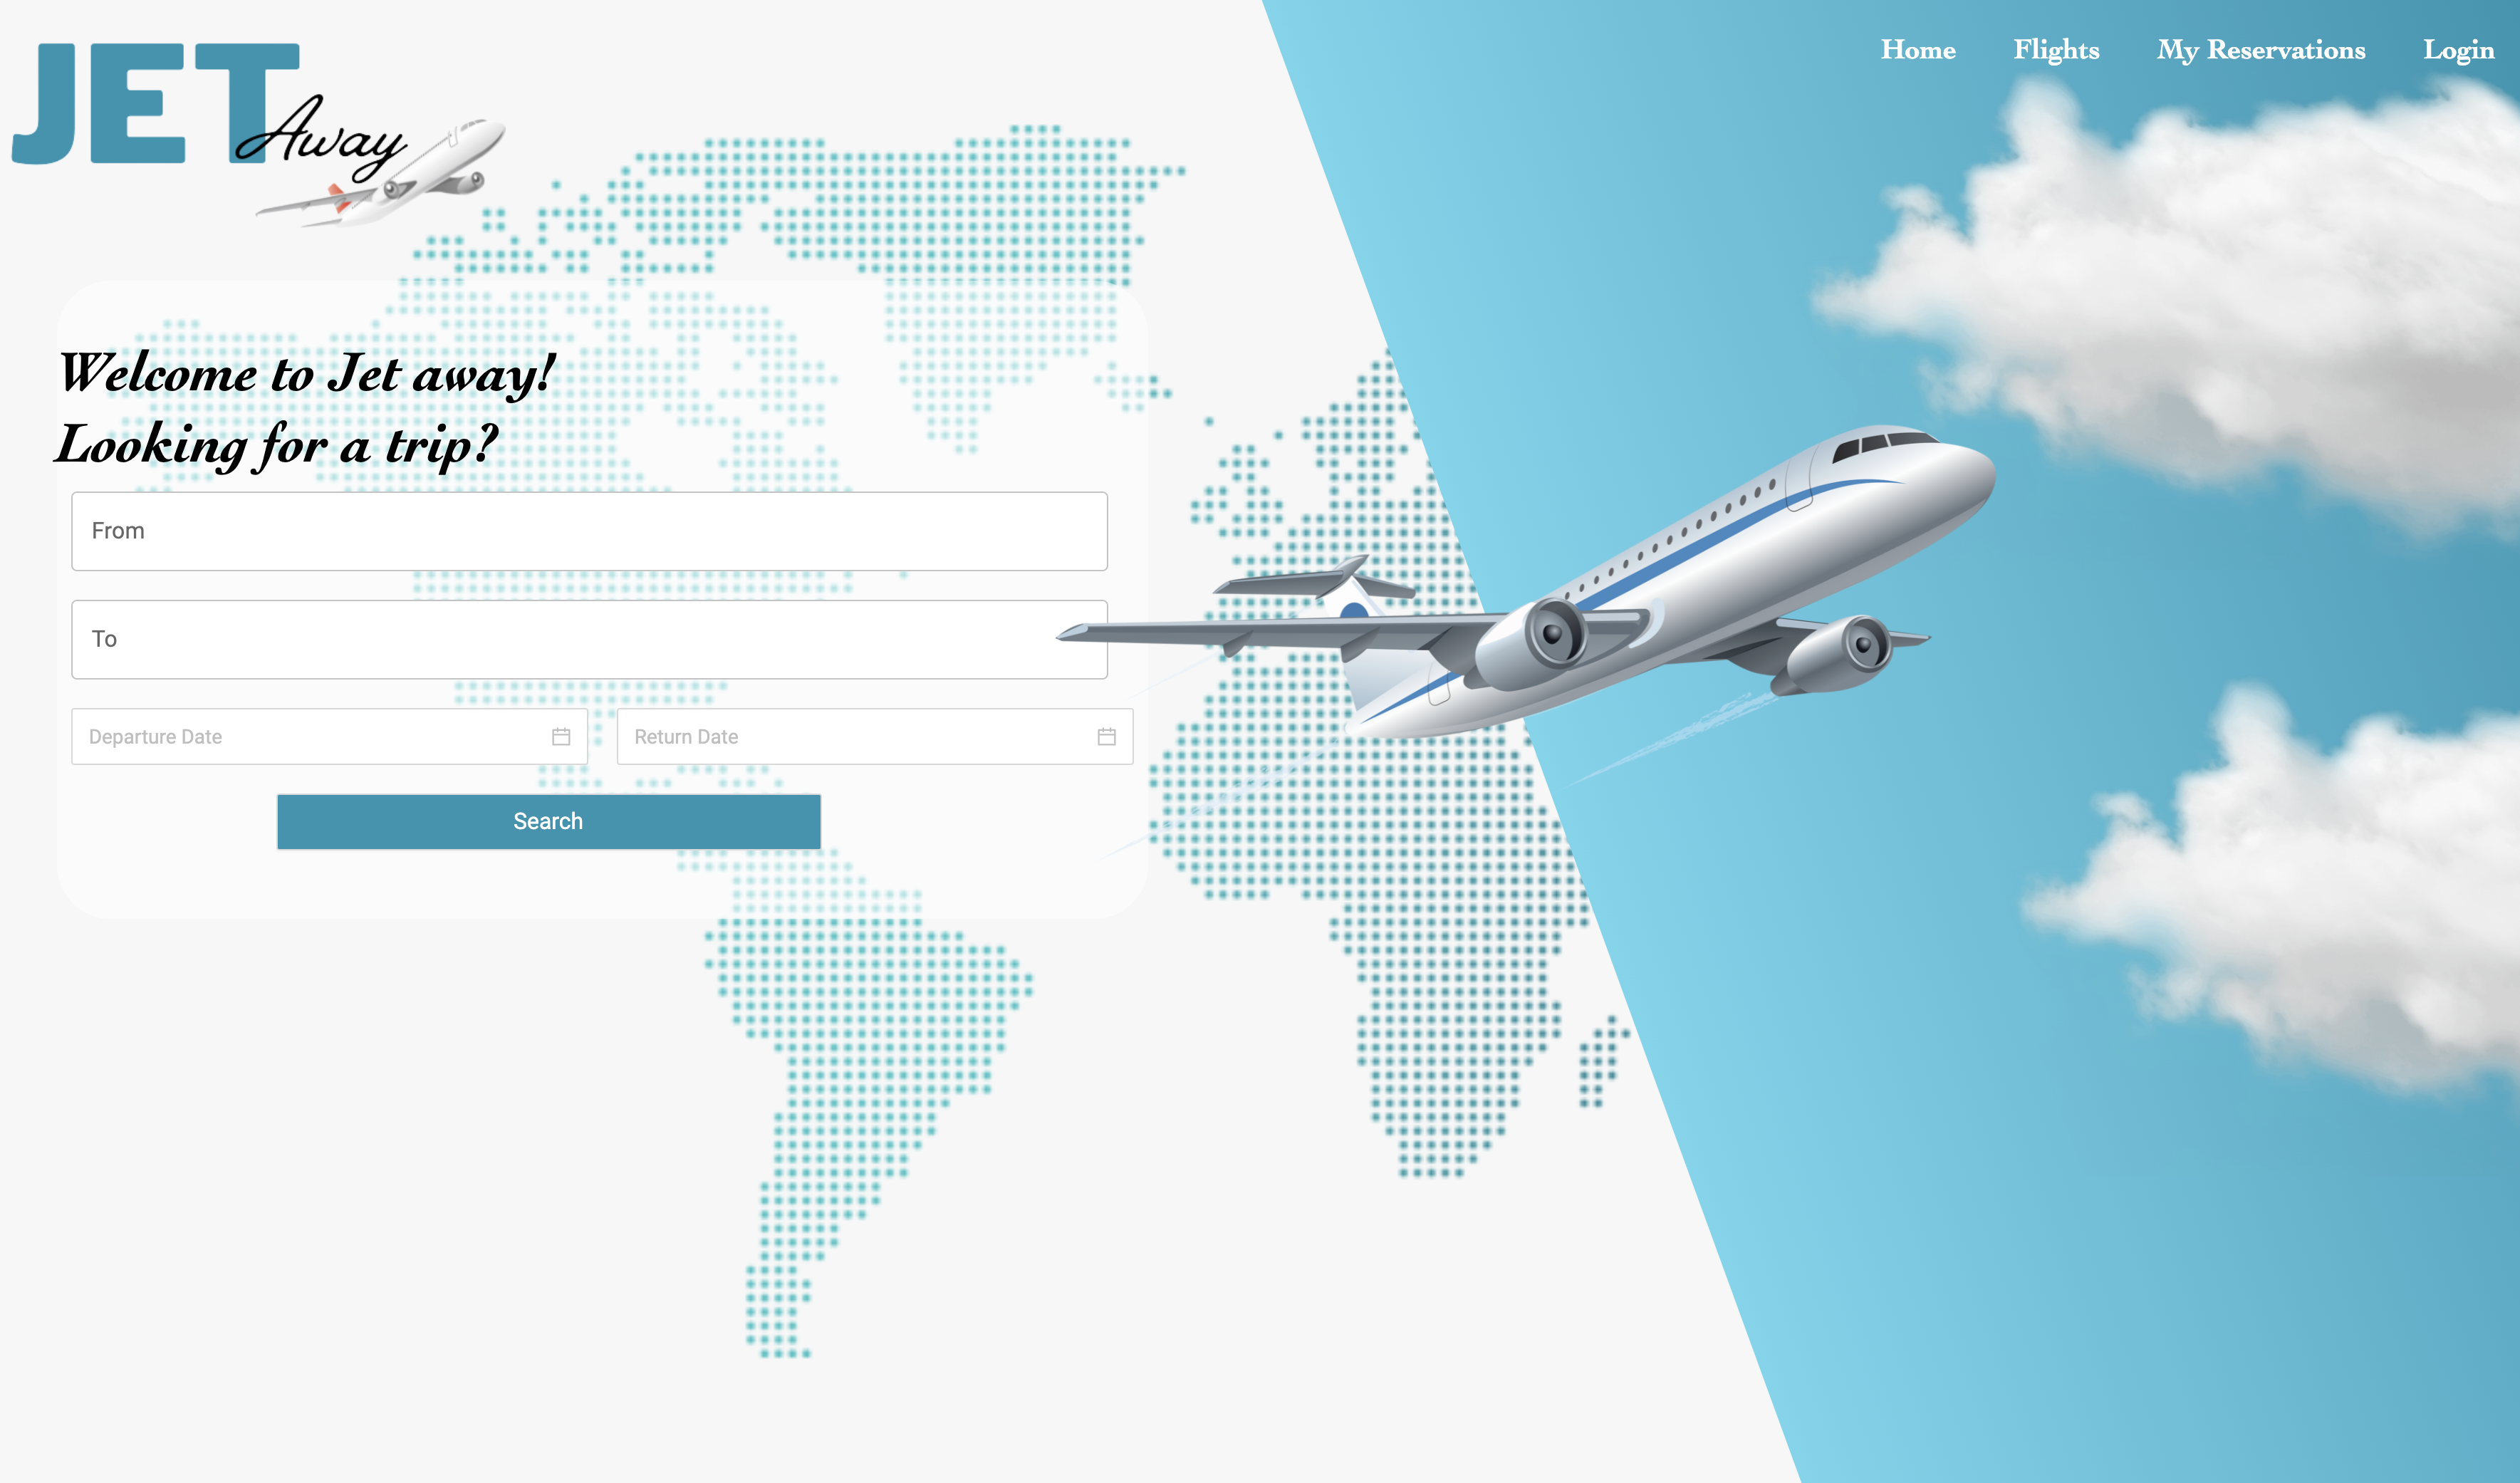 JET
Away
Home Flights My Reservations Login
Welcome to Jet away!
Looking for a trip?
From
To
Departure Date Return Date
Search